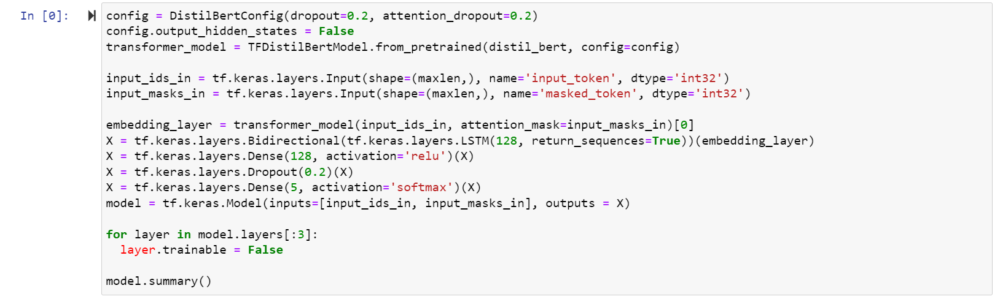 In [0]:
config = DistilBertConfig(dropout=0.2, attention_dropout=0.2)
config.output_hidden_states = False
transformer_model = TFDistilBertModel.from_pretrained(distil_bert, config=config)
input_ids_in = tf.keras.layers.Input(shape=(maxlen,), name='input_token', dtype='int32')
input_masks_in = tf.keras.layers.Input(shape=(maxlen,), name='masked_token', dtype='int32')
embedding_layer = transformer_model(input_ids_in, attention_mask=input_masks_in)[0]
X = tf.keras.layers.Bidirectional(tf.keras.layers.LSTM(128, return_sequences=True))(embedding_layer)
X = tf.keras.layers.Dense(128, activation='relu')(X)
X = tf.keras.layers.Dropout(0.2)(X)
X = tf.keras.layers.Dense(5, activation='softmax')(X)
model = tf.keras.Model(inputs=[input_ids_in, input_masks_in], outputs = X)
for layer in model.layers[:3]:
  layer.trainable = False
model.summary()